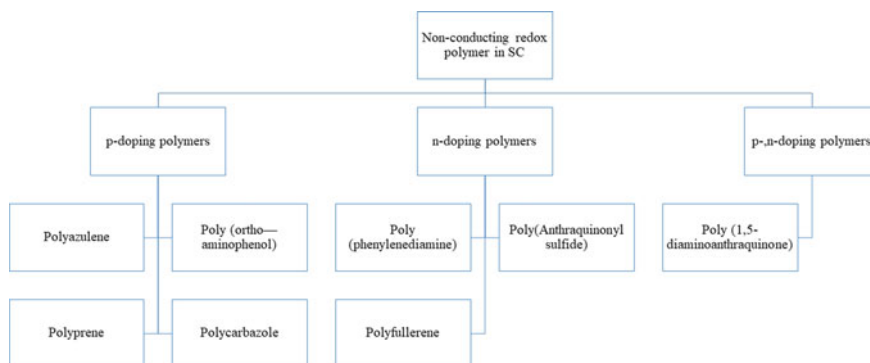 Non-conducting redox
polymer in SC
p-doping polymers
n-doping polymers
p-,n-doping polymers
Polyazulene
Poly (ortho—
aminophenol)
Poly
(phenylenediamine)
Poly(Anthraquinonyl
sulfide)
Poly (1,5-
diaminoanthraquinone)
Polyprene
Polycarbazole
Polyfullerene